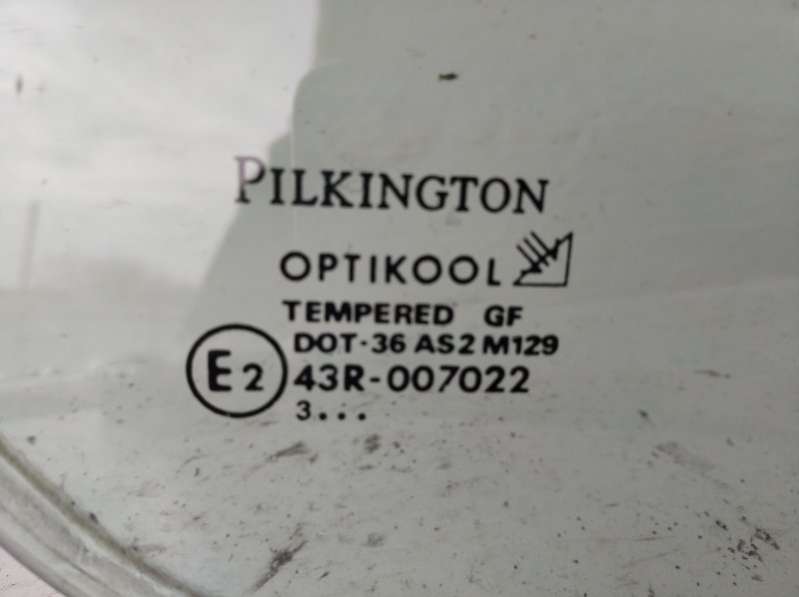 PILKINGTON
OPTIKOOL
TEMPERED GF
DOT·36 AS2 M129
E2 43R-007022
3...